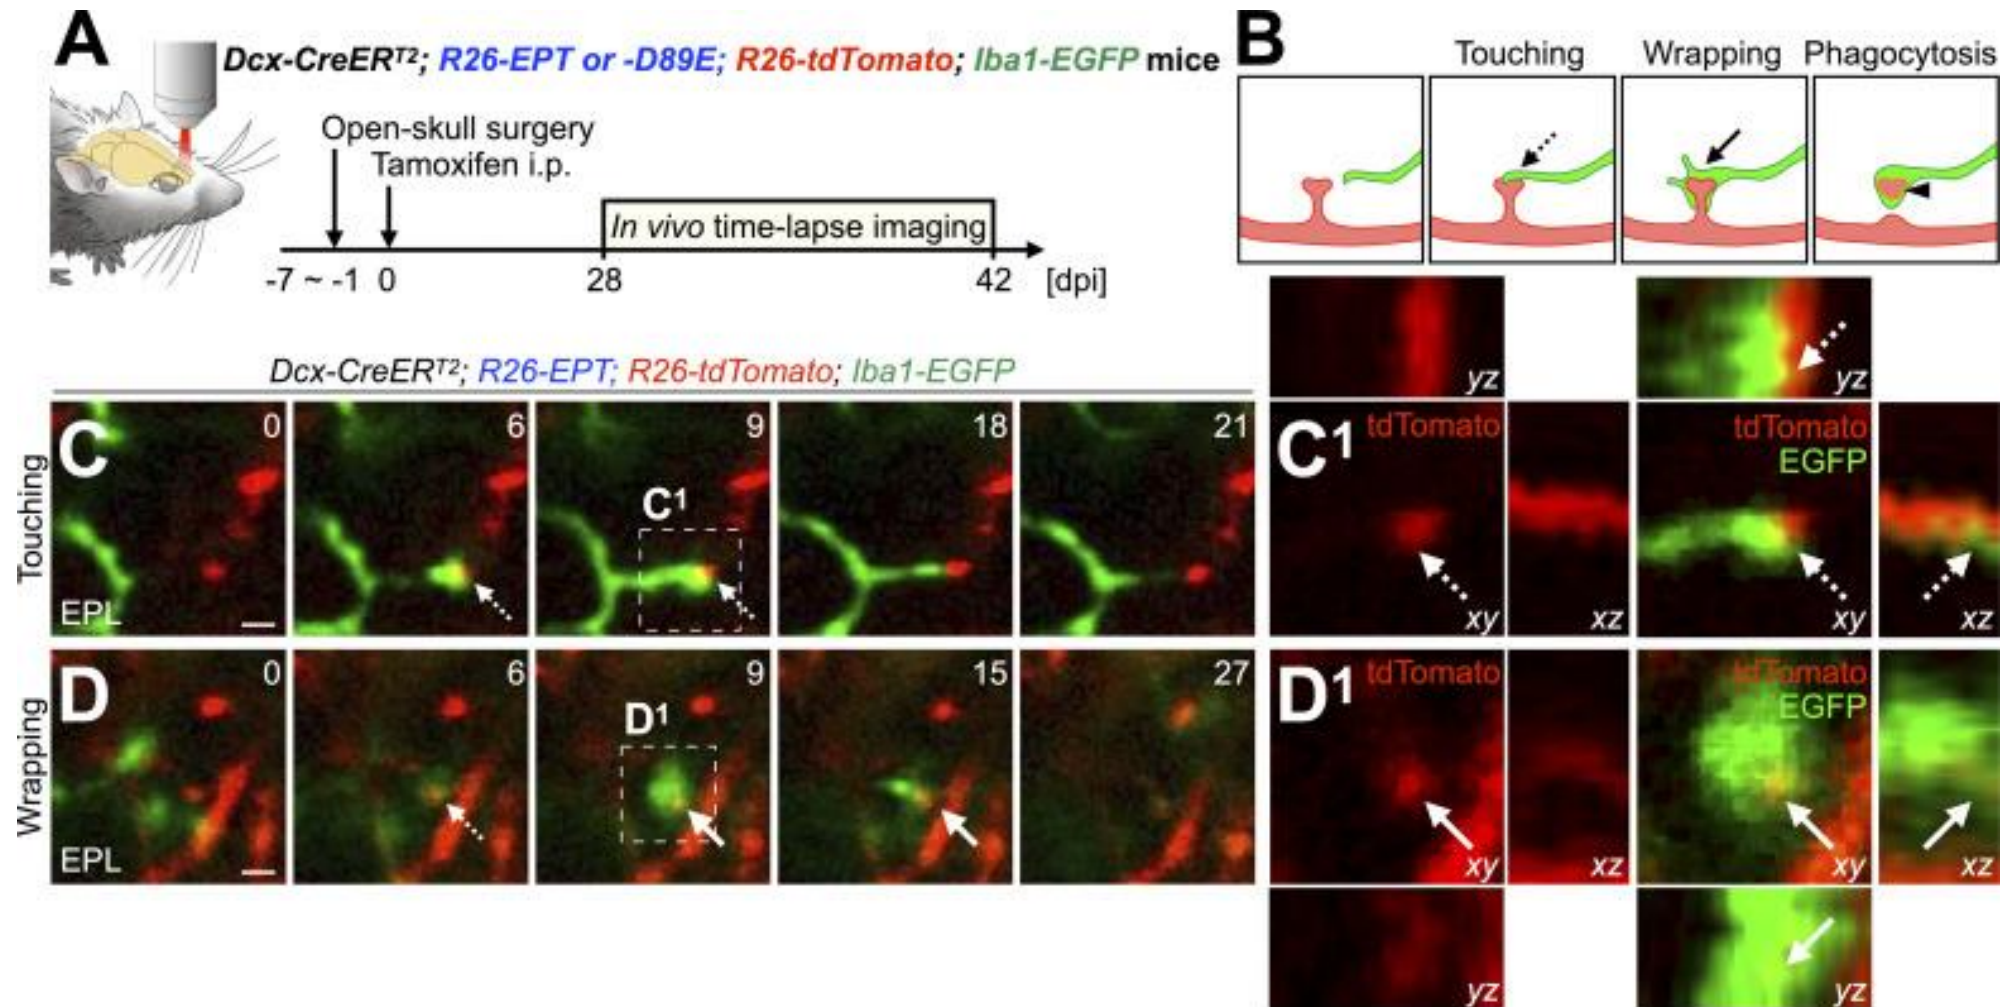 A
Dcx-CreERT2; R26-EPT or -D89E; R26-tdTomato; Iba1-EGFP mice
Open-skull surgery
Tamoxifen i.p.
In vivo time-lapse imaging
-7 ~ -1 0 28 42 [dpi]
B
Touching Wrapping Phagocytosis
Dcx-CreERT2; R26-EPT; R26-tdTomato; Iba1-EGFP
Touching
C
0 6 9 18 21
C1
EPL
Wrapping
D
0 6 9 15 27
D1
EPL
yz yz
C1
tdTomato
tdTomato
EGFP
xy xz xy xz
D1
tdTomato
tdTomato
EGFP
xy xz xy xz
yz yz